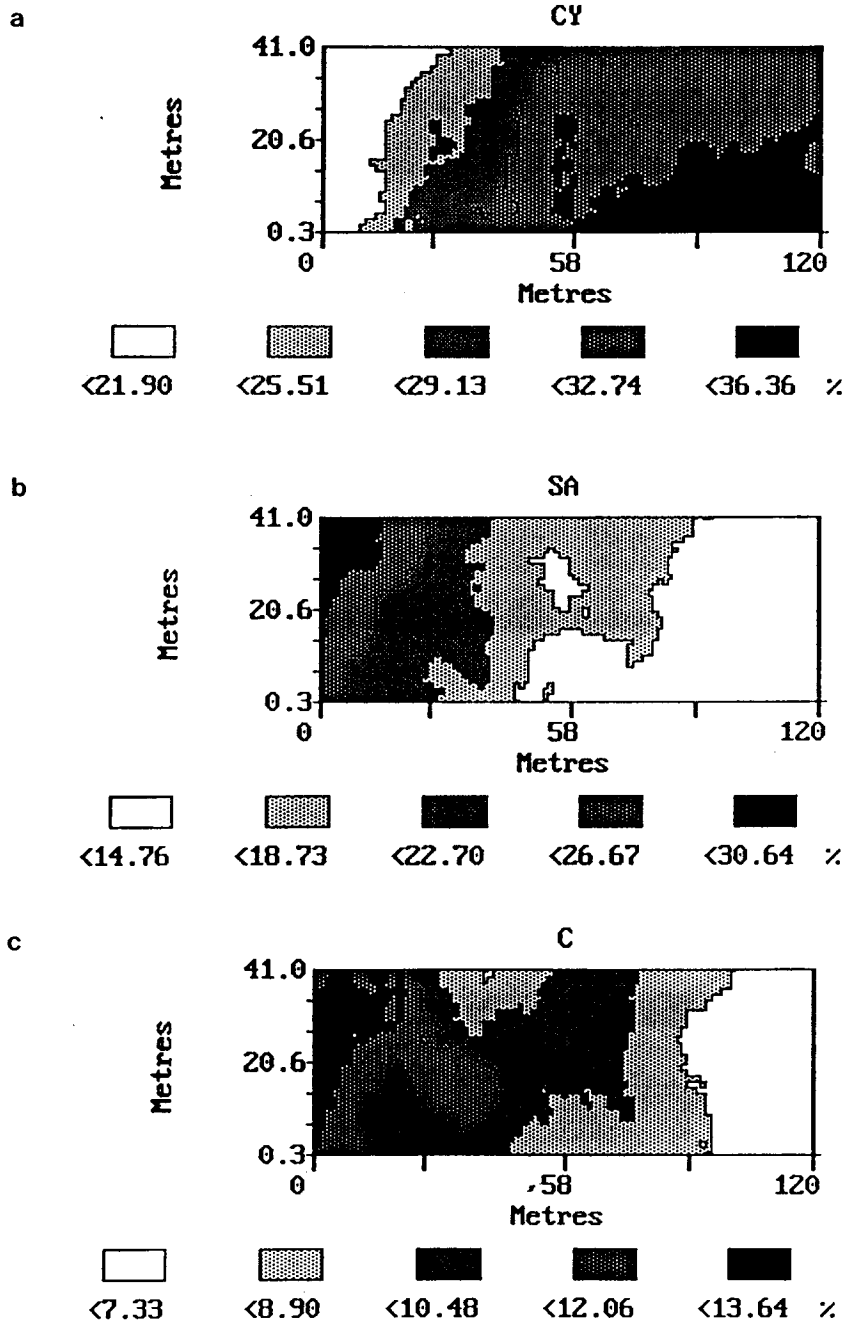 a
CY
41.0
20.6
0.3
Metres
0 58 120
Metres
<21.90 <25.51 <29.13 <32.74 <36.36 %
b
SA
41.0
20.6
0.3
Metres
0 58 120
Metres
<14.76 <18.73 <22.70 <26.67 <30.64 %
c
C
41.0
20.6
0.3
Metres
0 58 120
Metres
<7.33 <8.90 <10.48 <12.06 <13.64 %